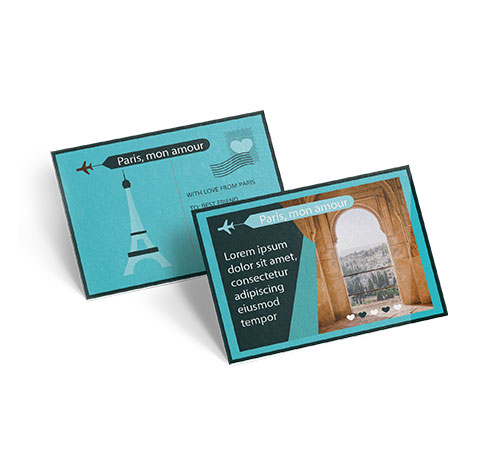 Paris, mon amour
WITH LOVE FROM PARIS
TO: BEST FRIEND
Paris, mon amour
Lorem ipsum
dolor sit amet,
consectetur
adipiscing
eiusmod
tempor